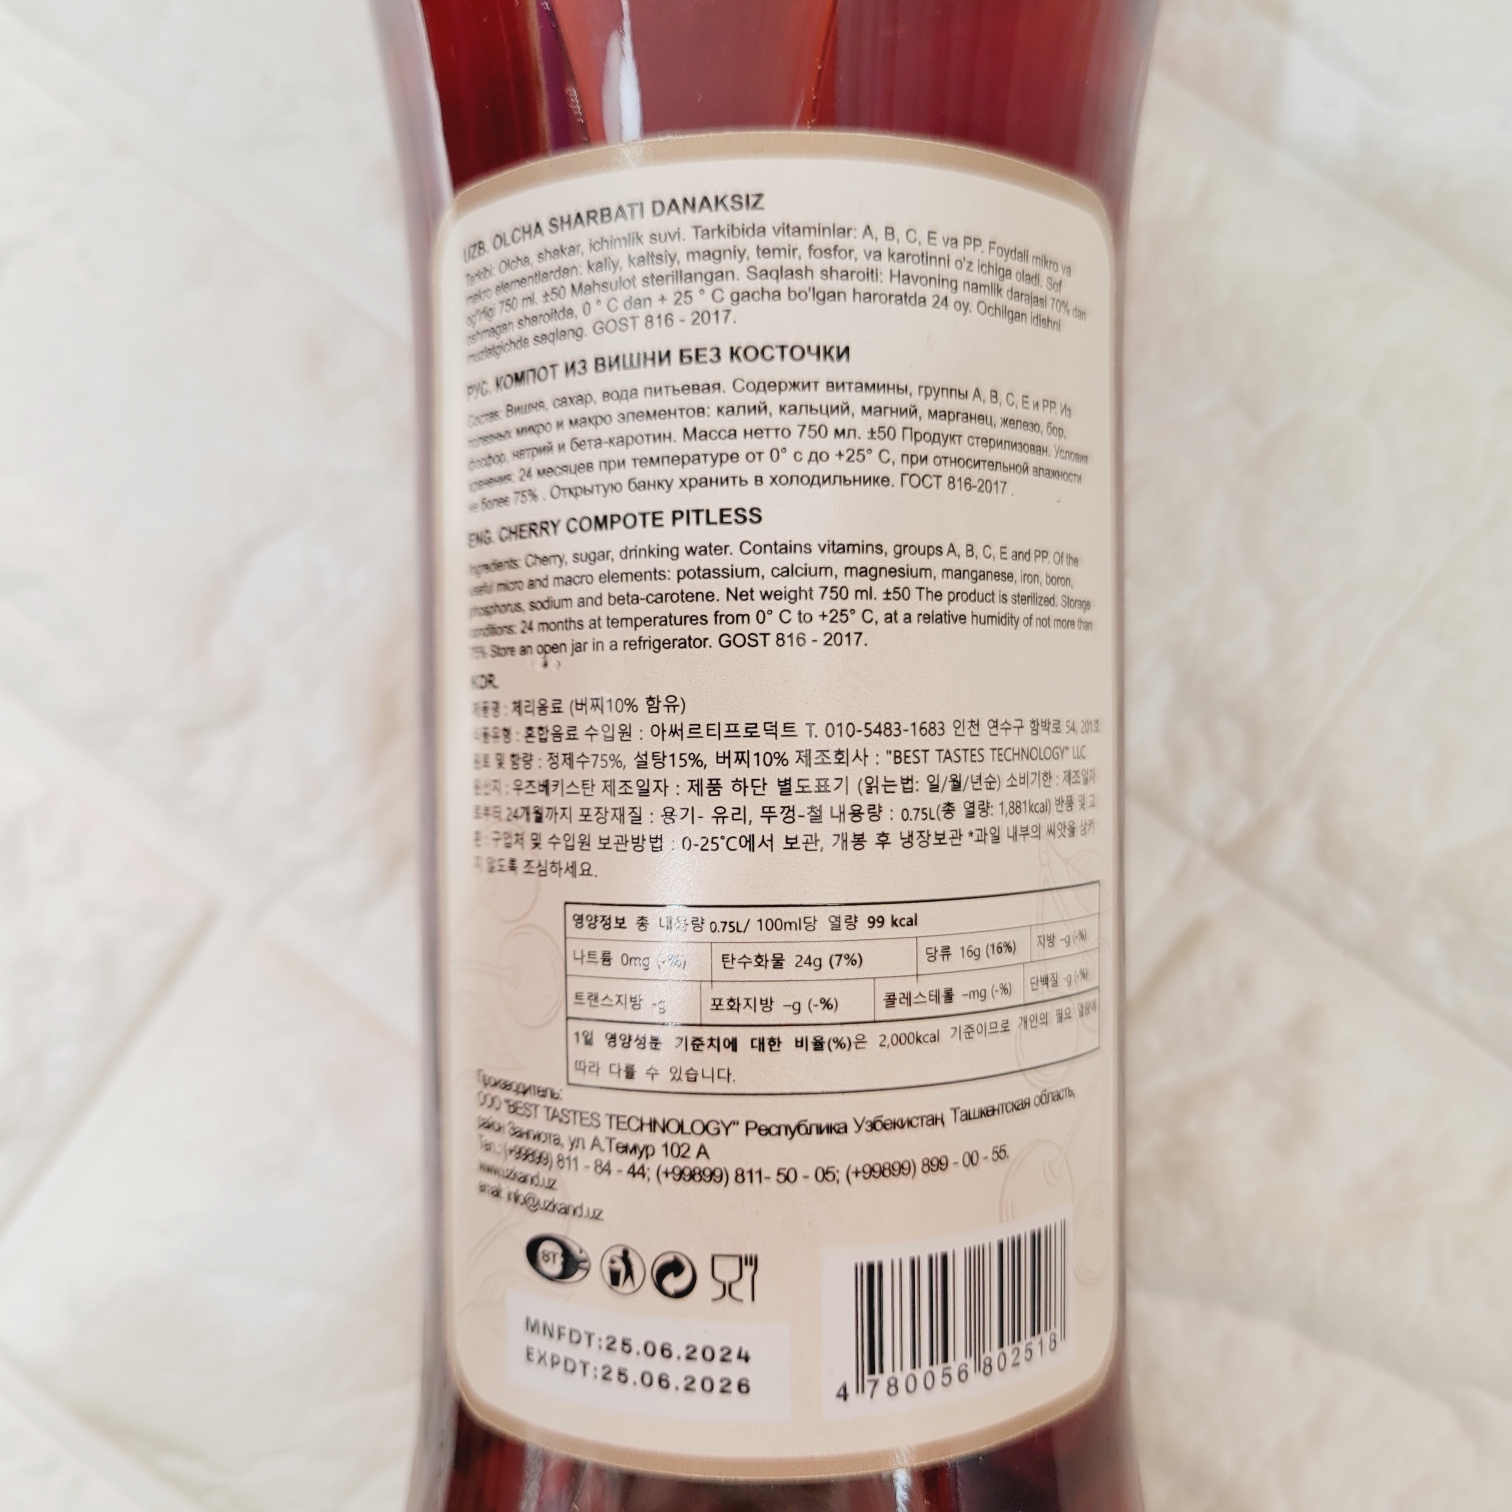 UZB. OLCHA SHARBATI DANAKSIZ
Tarkibi: Olcha, shakar, ichimlik suvi. Tarkibida vitaminlar: A, B, C, E va PP. Foydali mikro va
makro elementlardan: kaliy, kaltsiy, magniy, temir, fosfor, va karotinni o'z ichiga oladi. Sof
og'irligi 750 ml. ±50 Mahsulot sterillangan. Saqlash sharoiti: Havoning namlik darajasi 70% dan
oshmagan sharoitda, 0 ° C dan + 25 ° C gacha bo'lgan haroratda 24 oy. Ochilgan idishni
muzlatgichda saqlang. GOST 816 - 2017.
РУС. КОМПОТ ИЗ ВИШНИ БЕЗ КОСТОЧКИ
Состав: Вишня, сахар, вода питьевая. Содержит витамины, группы A, B, C, E и PP. Из
полезных микро и макро элементов: калий, кальций, магний, марганец, железо, бор,
фосфор, натрий и бета-каротин. Масса нетто 750 мл. ±50 Продукт стерилизован. Условия
хранения: 24 месяцев при температуре от 0° с до +25° C, при относительной влажности
не более 75% . Открытую банку хранить в холодильнике. ГОСТ 816-2017 .
ENG. CHERRY COMPOTE PITLESS
Ingredients: Cherry, sugar, drinking water. Contains vitamins, groups A, B, C, E and PP. Of the
useful micro and macro elements: potassium, calcium, magnesium, manganese, iron, boron,
phosphorus, sodium and beta-carotene. Net weight 750 ml. ±50 The product is sterilized. Storage
conditions: 24 months at temperatures from 0° C to +25° C, at a relative humidity of not more than
75% Store an open jar in a refrigerator. GOST 816 - 2017.
KOR.
제품명 : 체리음료 (버찌10% 함유)
식품유형 : 혼합음료 수입원 : 아써르티프로덕트 T. 010-5483-1683 인천 연수구 함박로 54, 201호
원료 및 함량 : 정제수75%, 설탕15%, 버찌10% 제조회사 : "BEST TASTES TECHNOLOGY" LLC
원산지 : 우즈베키스탄 제조일자 : 제품 하단 별도표기 (읽는법: 일/월/년순) 소비기한 : 제조일자
로부터 24개월까지 포장재질 : 용기- 유리, 뚜껑-철 내용량 : 0.75L(총 열량: 1,881kcal) 반품 및 교
환 : 구입처 및 수입원 보관방법 : 0-25°C에서 보관, 개봉 후 냉장보관 *과일 내부의 씨앗을 삼키
지 않도록 조심하세요.
영양정보 총 내용량 0.75L/ 100ml당 열량 99 kcal
나트륨 0mg (-%) 탄수화물 24g (7%) 당류 16g (16%) 지방 -g (-%)
트랜스지방 -g 포화지방 -g (-%) 콜레스테롤 -mg (-%) 단백질 -g (-%)
1일 영양성분 기준치에 대한 비율(%)은 2,000kcal 기준이므로 개인의 필요 열량에
따라 다를 수 있습니다.
Производитель:
ООО "BEST TASTES TECHNOLOGY" Республика Узбекистан, Ташкентская область,
район Зангиота, ул А.Темур 102 А
Тел.: (+99899) 811 - 84 - 44; (+99899) 811- 50 - 05; (+99899) 899 - 00 - 55.
www.uzkand.uz
email: info@uzkand.uz
BT
MNFDT:25.06.2024
EXPDT:25.06.2026
4 780056 802518